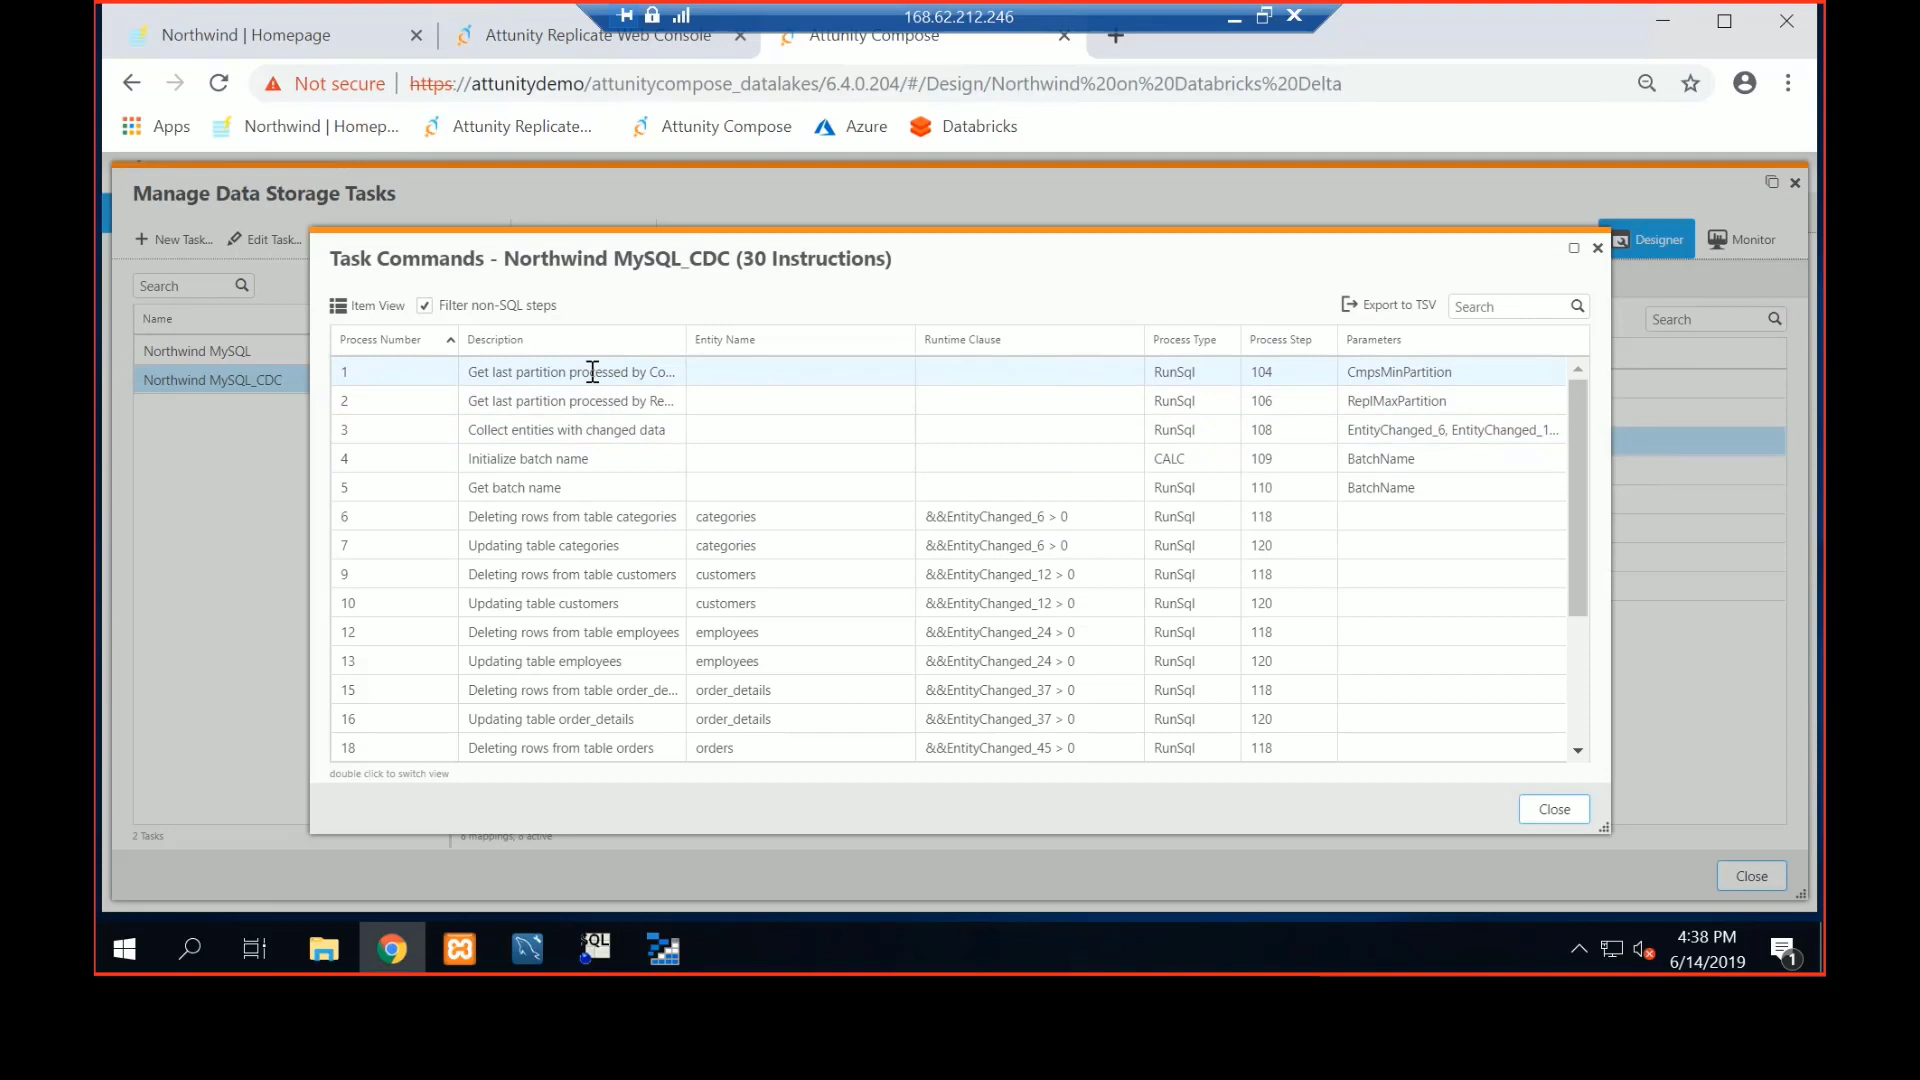 168.62.212.246
Northwind | Homepage
Attunity Replicate Web Console
Attunity Compose
Not secure | https://attunitydemo/attunitycompose_datalakes/6.4.0.204/#/Design/Northwind%20on%20Databricks%20Delta
Apps Northwind | Homep... Attunity Replicate... Attunity Compose Azure Databricks
Manage Data Storage Tasks
New Task... Edit Task... Designer Monitor
Task Commands - Northwind MySQL_CDC (30 Instructions)
Search Search
Item View Filter non-SQL steps Export to TSV Search
Name
Northwind MySQL
Northwind MySQL_CDC
Process Number Description Entity Name Runtime Clause Process Type Process Step Parameters
1 Get last partition processed by Co... RunSql 104 CmpsMinPartition
2 Get last partition processed by Re... RunSql 106 ReplMaxPartition
3 Collect entities with changed data RunSql 108 EntityChanged_6, EntityChanged_1...
4 Initialize batch name CALC 109 BatchName
5 Get batch name RunSql 110 BatchName
6 Deleting rows from table categories categories &&EntityChanged_6 > 0 RunSql 118
7 Updating table categories categories &&EntityChanged_6 > 0 RunSql 120
9 Deleting rows from table customers customers &&EntityChanged_12 > 0 RunSql 118
10 Updating table customers customers &&EntityChanged_12 > 0 RunSql 120
12 Deleting rows from table employees employees &&EntityChanged_24 > 0 RunSql 118
13 Updating table employees employees &&EntityChanged_24 > 0 RunSql 120
15 Deleting rows from table order_de... order_details &&EntityChanged_37 > 0 RunSql 118
16 Updating table order_details order_details &&EntityChanged_37 > 0 RunSql 120
18 Deleting rows from table orders orders &&EntityChanged_45 > 0 RunSql 118
double click to switch view
Close
2 Tasks
8 mappings, 8 active
Close
SQL
4:38 PM
6/14/2019
1